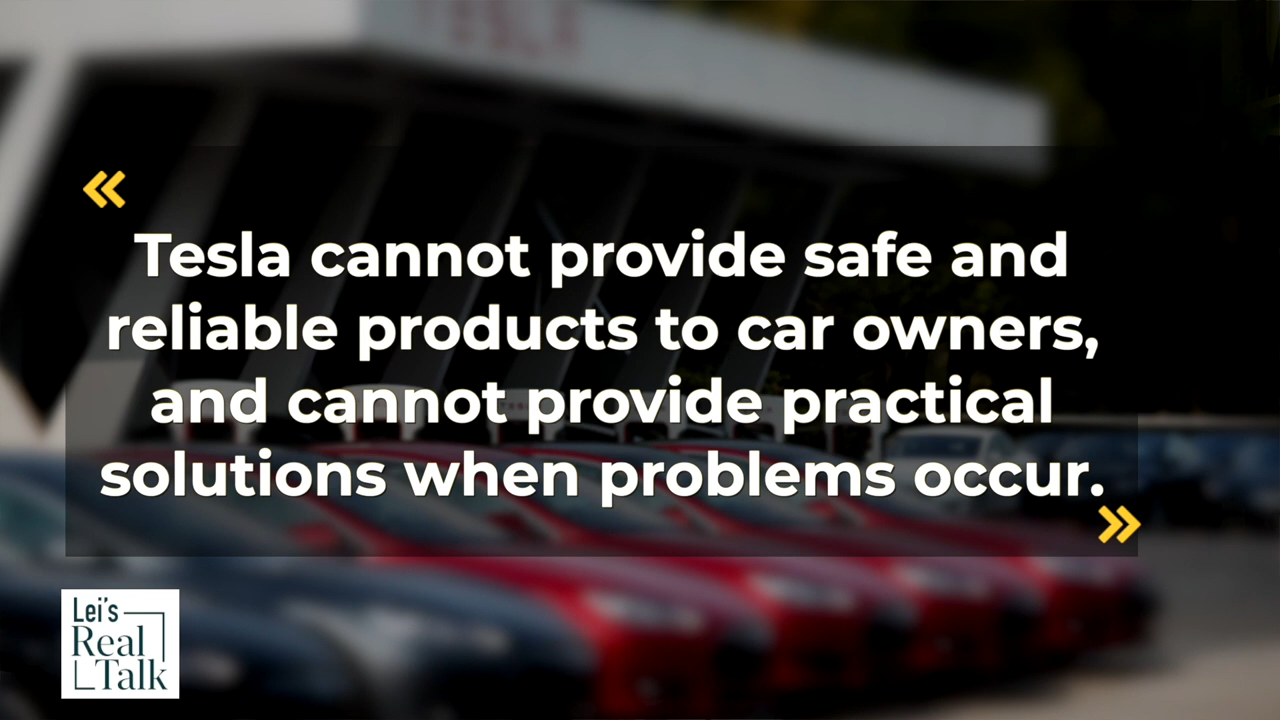 TESLA
«
Tesla cannot provide safe and
reliable products to car owners,
and cannot provide practical
solutions when problems occur.
»
Lei's
Real
Talk